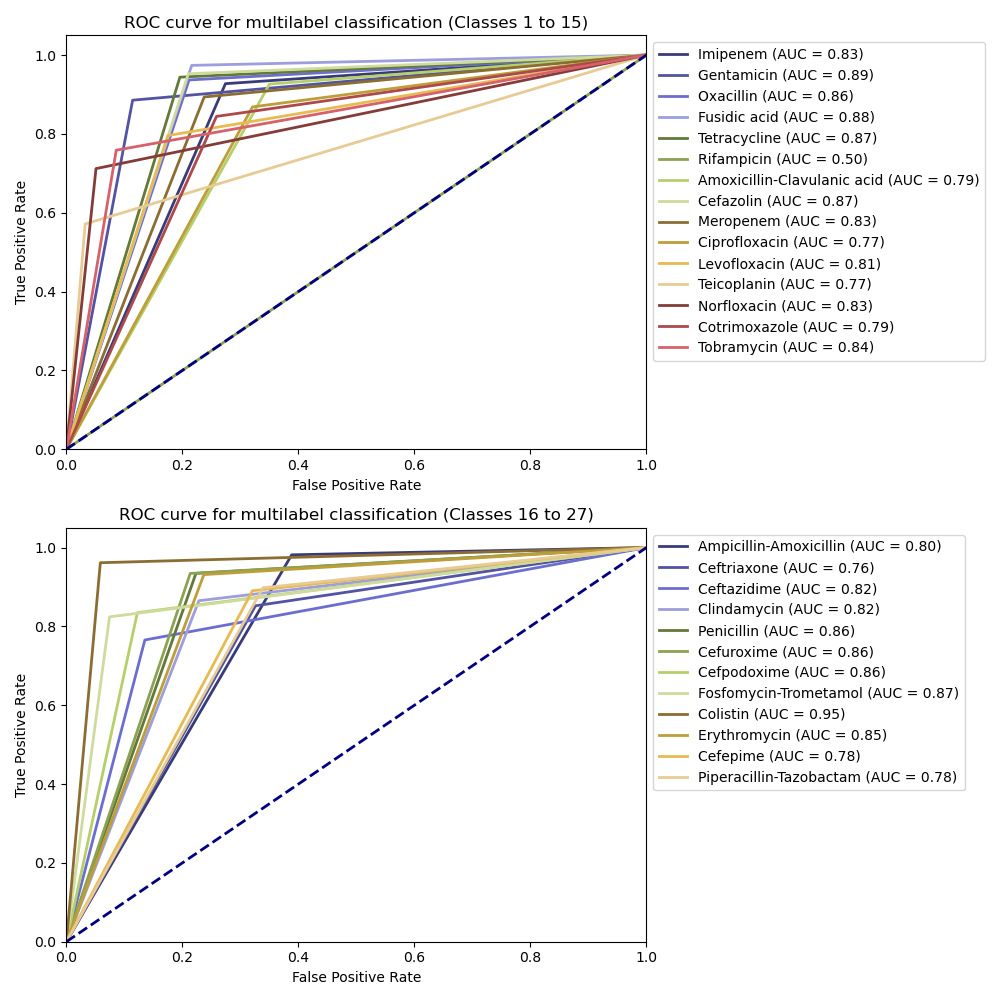 ROC curve for multilabel classification (Classes 1 to 15)
True Positive Rate
1.0
0.8
0.6
0.4
0.2
0.0
0.0 0.2 0.4 0.6 0.8 1.0
False Positive Rate
Imipenem (AUC = 0.83)
Gentamicin (AUC = 0.89)
Oxacillin (AUC = 0.86)
Fusidic acid (AUC = 0.88)
Tetracycline (AUC = 0.87)
Rifampicin (AUC = 0.50)
Amoxicillin-Clavulanic acid (AUC = 0.79)
Cefazolin (AUC = 0.87)
Meropenem (AUC = 0.83)
Ciprofloxacin (AUC = 0.77)
Levofloxacin (AUC = 0.81)
Teicoplanin (AUC = 0.77)
Norfloxacin (AUC = 0.83)
Cotrimoxazole (AUC = 0.79)
Tobramycin (AUC = 0.84)
ROC curve for multilabel classification (Classes 16 to 27)
True Positive Rate
1.0
0.8
0.6
0.4
0.2
0.0
0.0 0.2 0.4 0.6 0.8 1.0
False Positive Rate
Ampicillin-Amoxicillin (AUC = 0.80)
Ceftriaxone (AUC = 0.76)
Ceftazidime (AUC = 0.82)
Clindamycin (AUC = 0.82)
Penicillin (AUC = 0.86)
Cefuroxime (AUC = 0.86)
Cefpodoxime (AUC = 0.86)
Fosfomycin-Trometamol (AUC = 0.87)
Colistin (AUC = 0.95)
Erythromycin (AUC = 0.85)
Cefepime (AUC = 0.78)
Piperacillin-Tazobactam (AUC = 0.78)